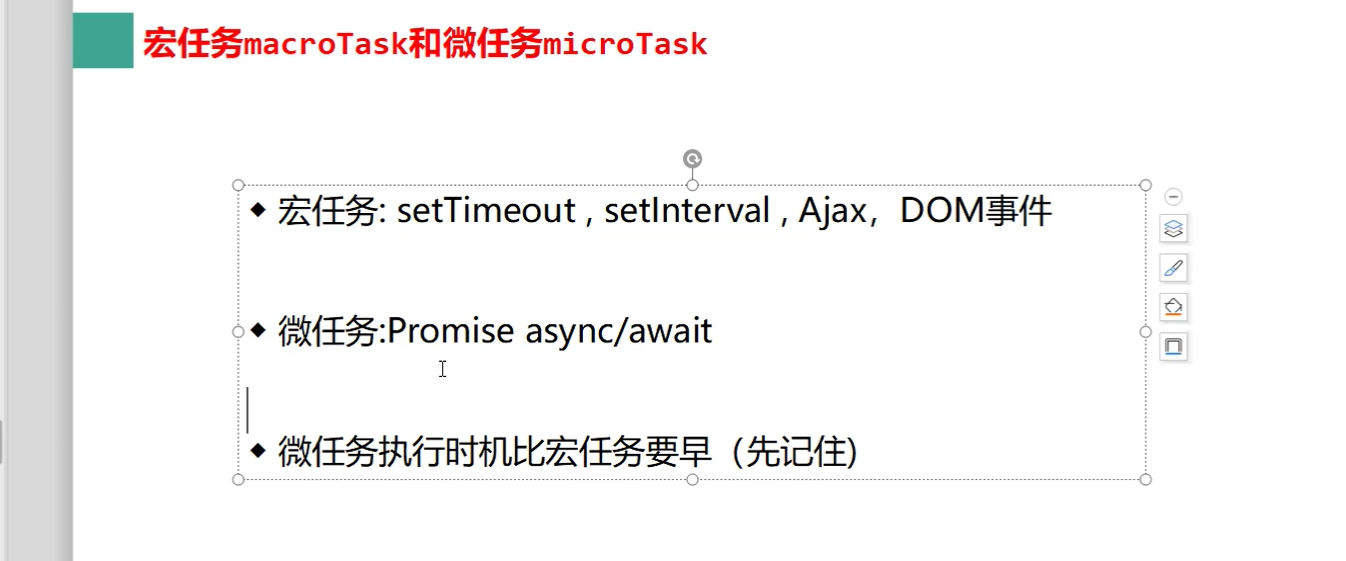 宏任务macroTask和微任务microTask
宏任务: setTimeout , setInterval , Ajax，DOM事件
微任务:Promise async/await
微任务执行时机比宏任务要早（先记住)